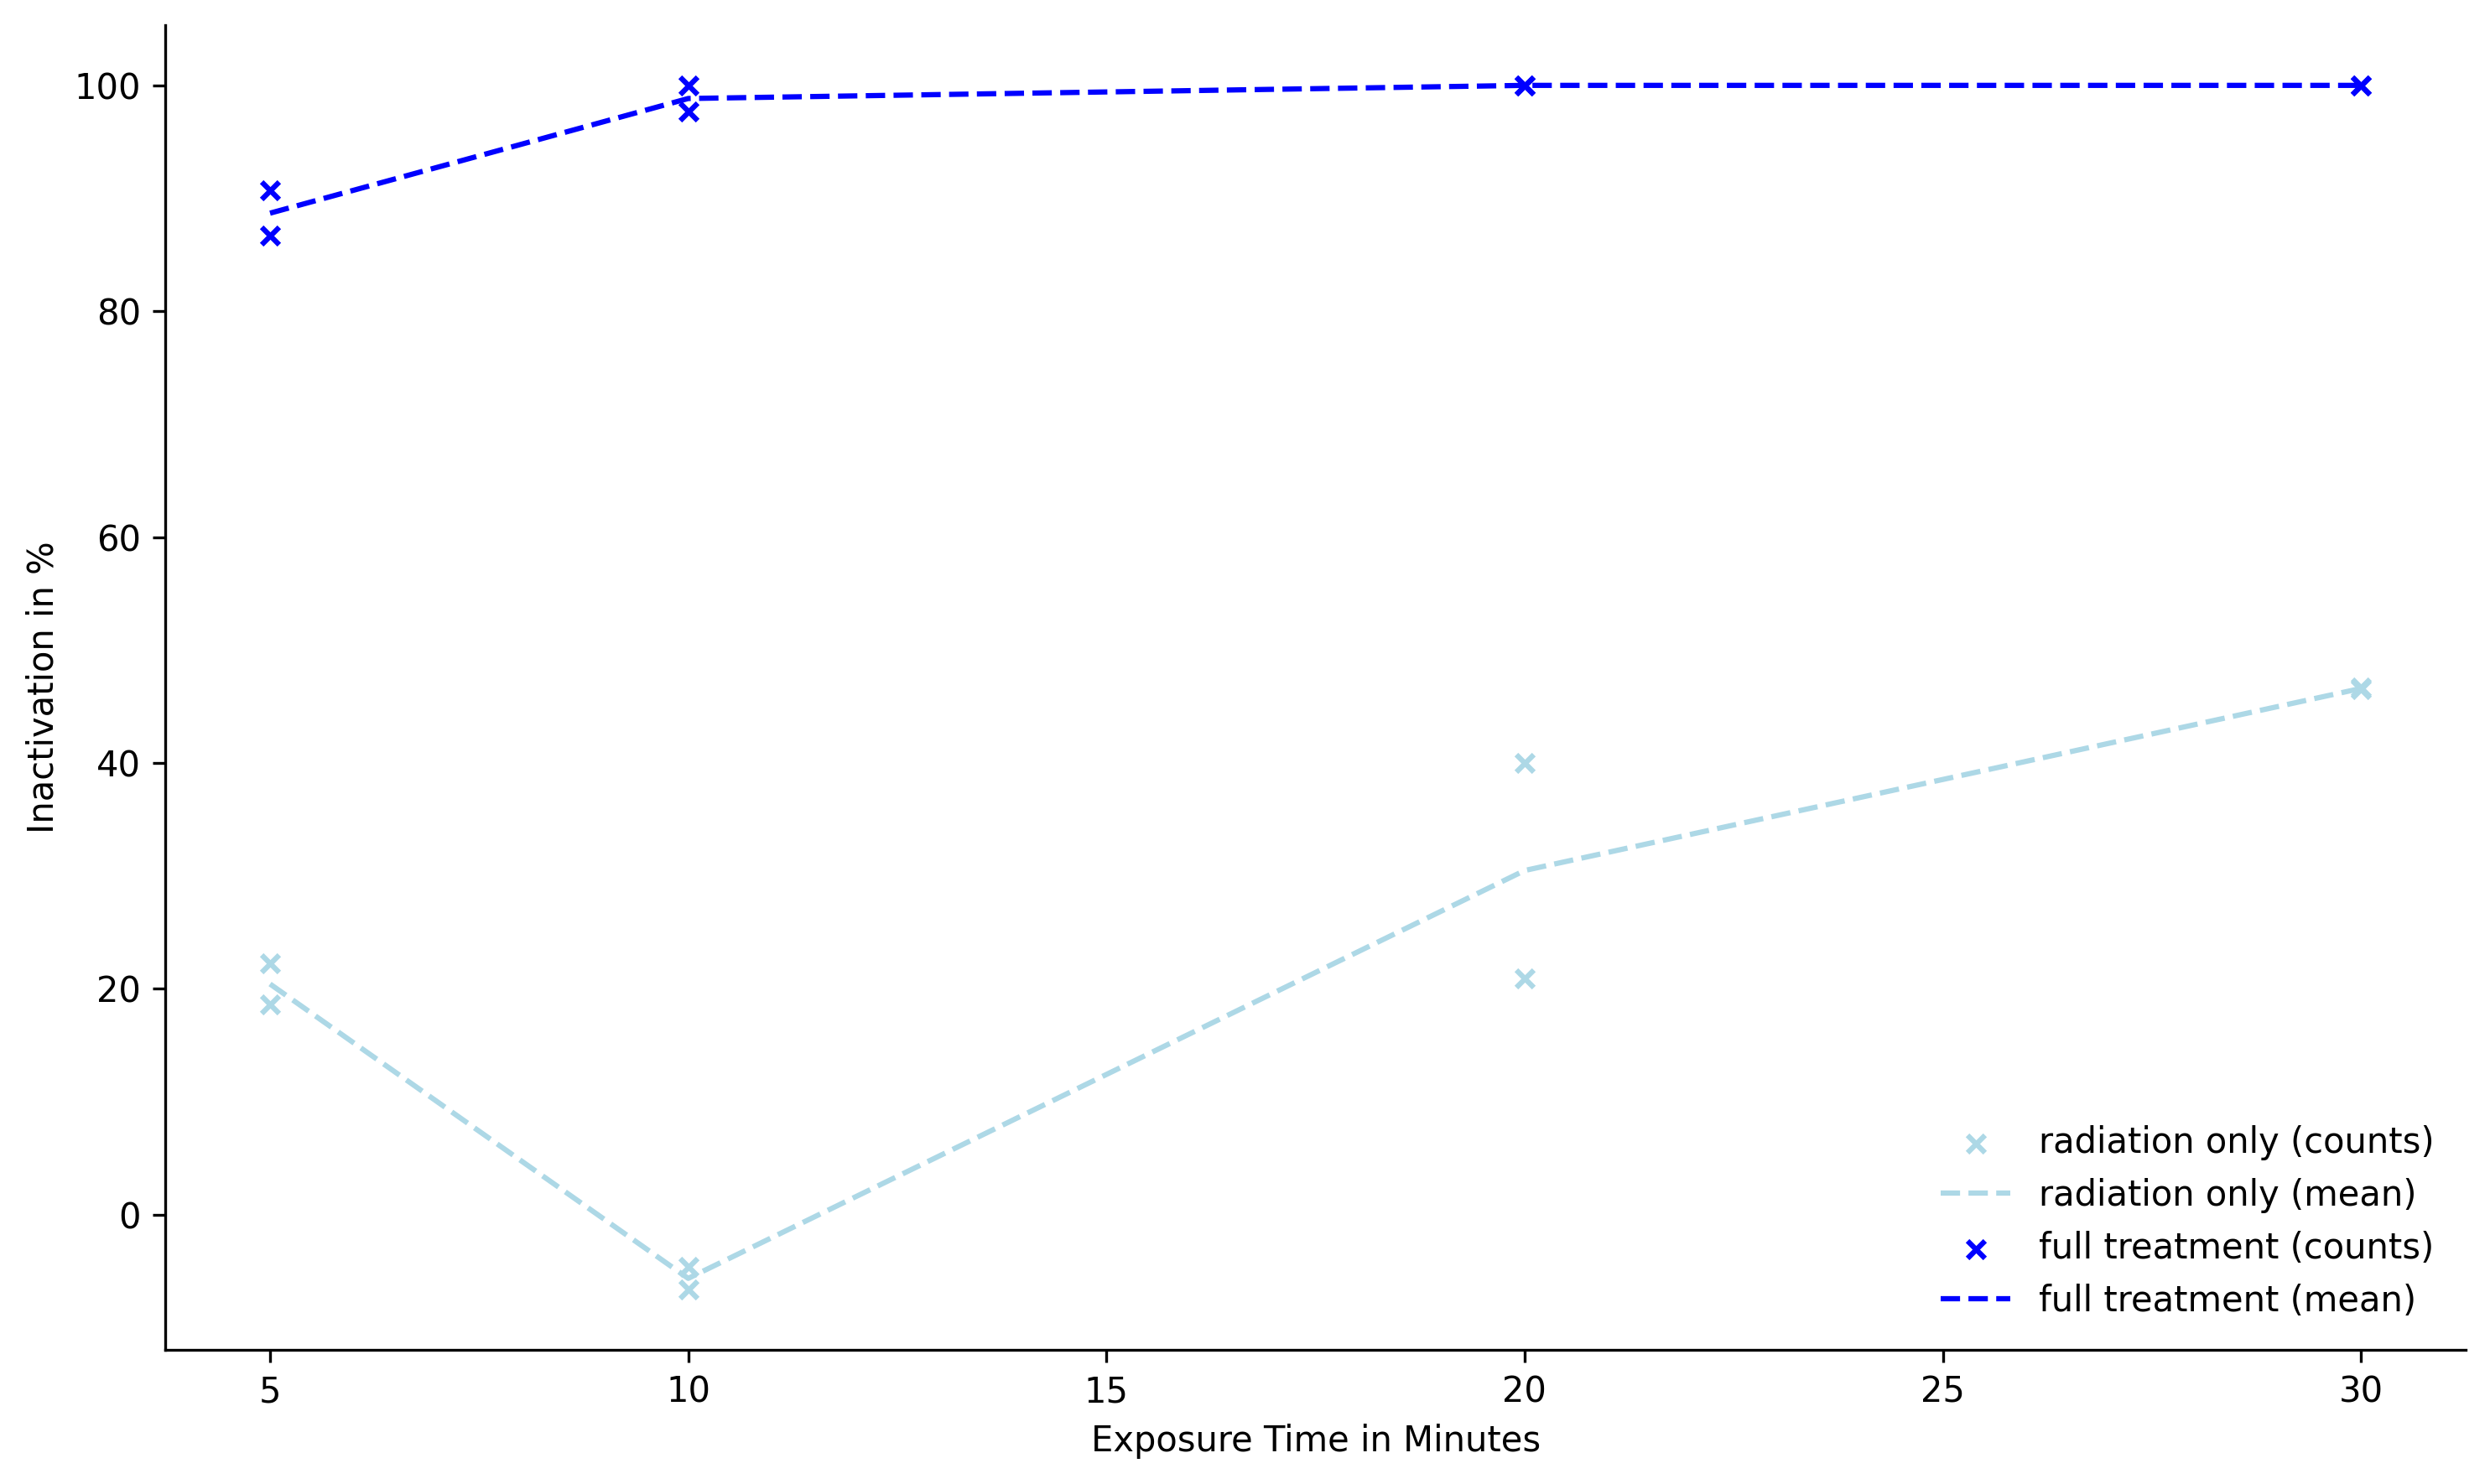 100
80
60
40
20
0
Inactivation in %
radiation only (counts)
radiation only (mean)
full treatment (counts)
full treatment (mean)
5 10 15 20 25 30
Exposure Time in Minutes